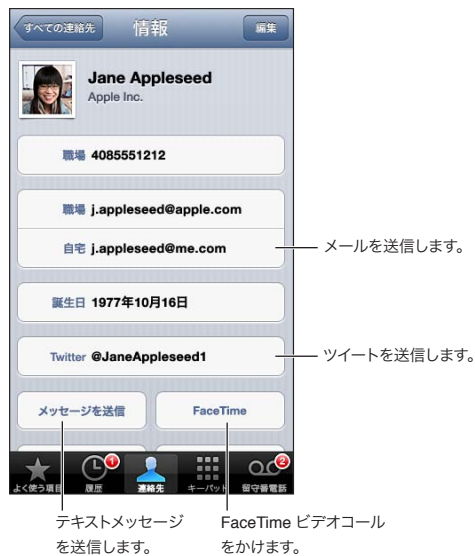 すべての連絡先 情報 編集
Jane Appleseed
Apple Inc.
職場 4085551212
職場 j.appleseed@apple.com
自宅 j.appleseed@me.com
メールを送信します。
誕生日 1977年10月16日
Twitter @JaneAppleseed1
ツイートを送信します。
メッセージを送信 FaceTime
1 2
よく使う項目 履歴 連絡先 キーパッド 留守番電話
テキストメッセージ
を送信します。
FaceTime ビデオコール
をかけます。